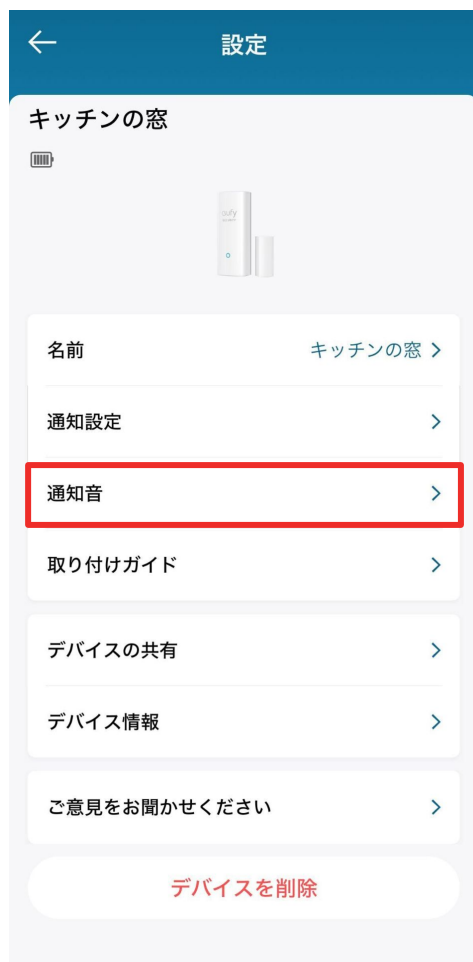 設定
キッチンの窓
eufy
名前
キッチンの窓
通知設定
通知音
取り付けガイド
デバイスの共有
デバイス情報
ご意見をお聞かせください
デバイスを削除